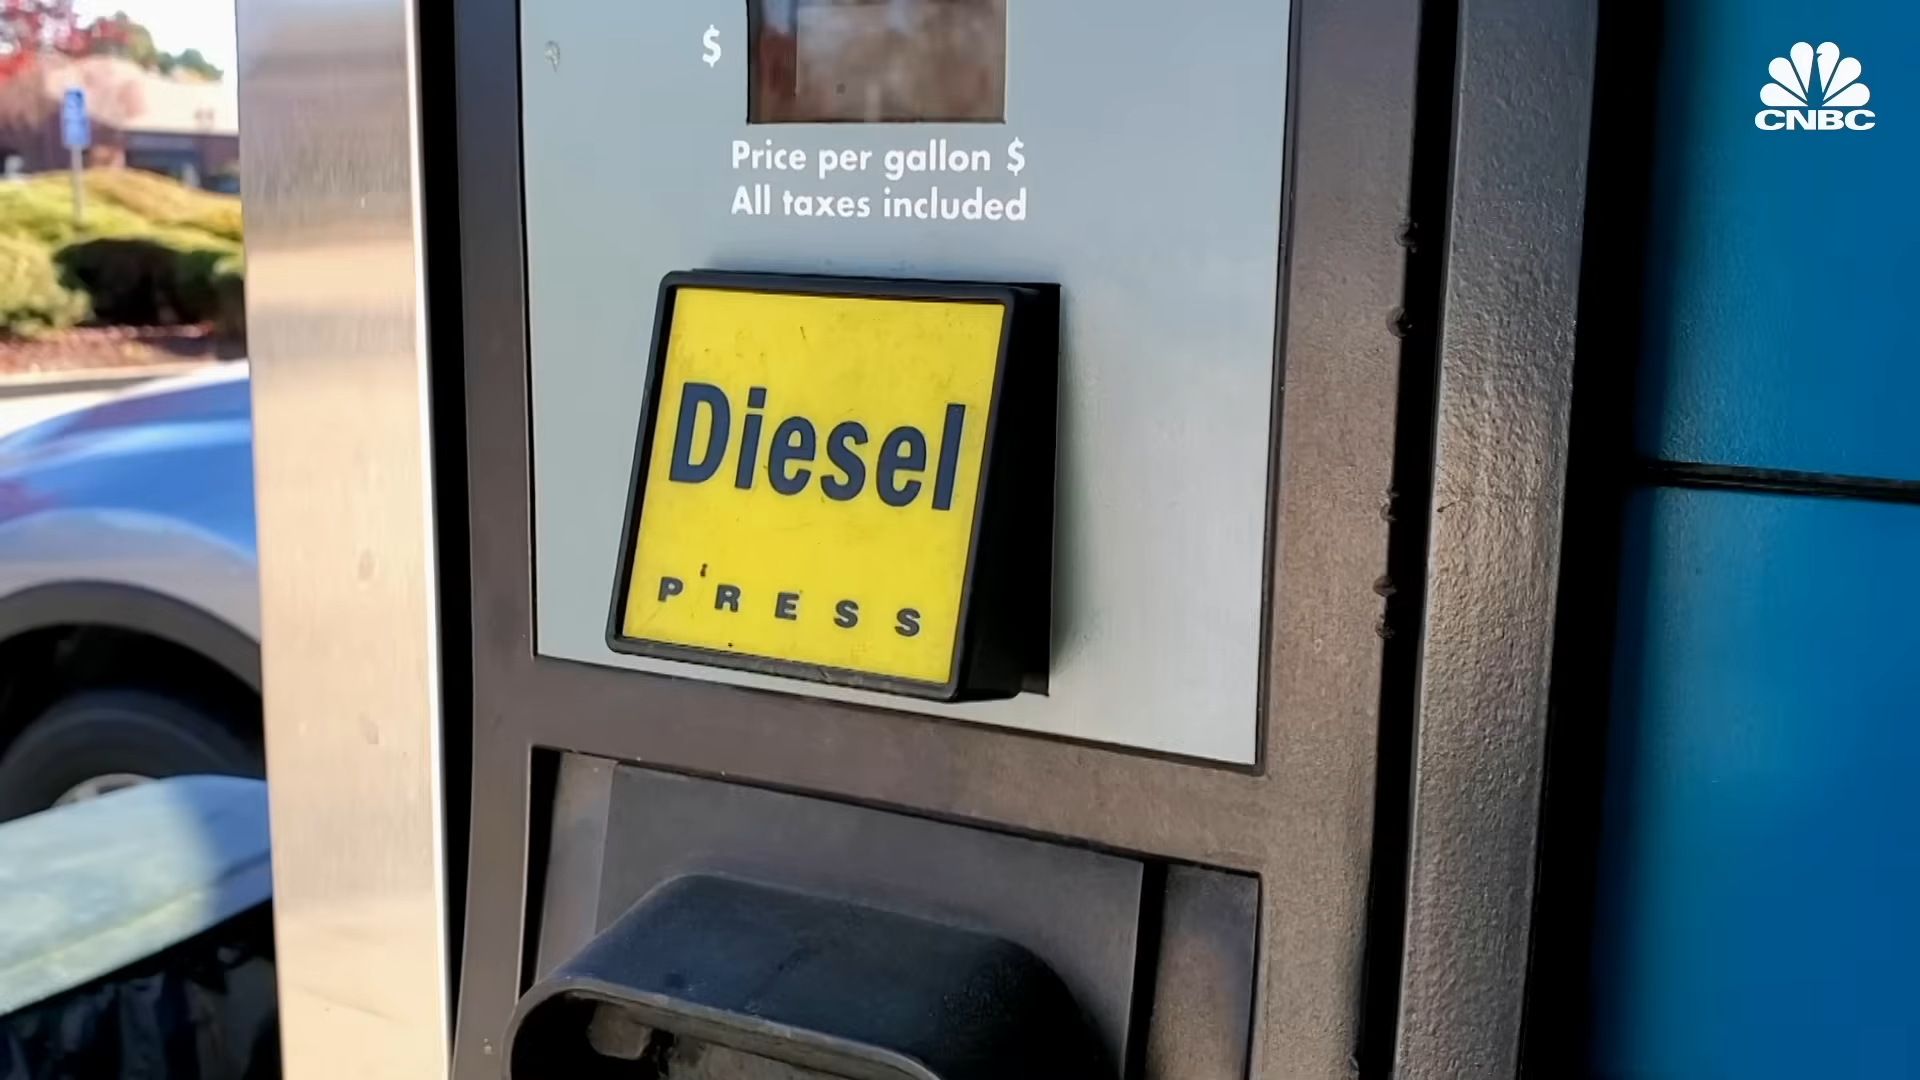 $
CNBC
Price per gallon $
All taxes included
Diesel
PRESS